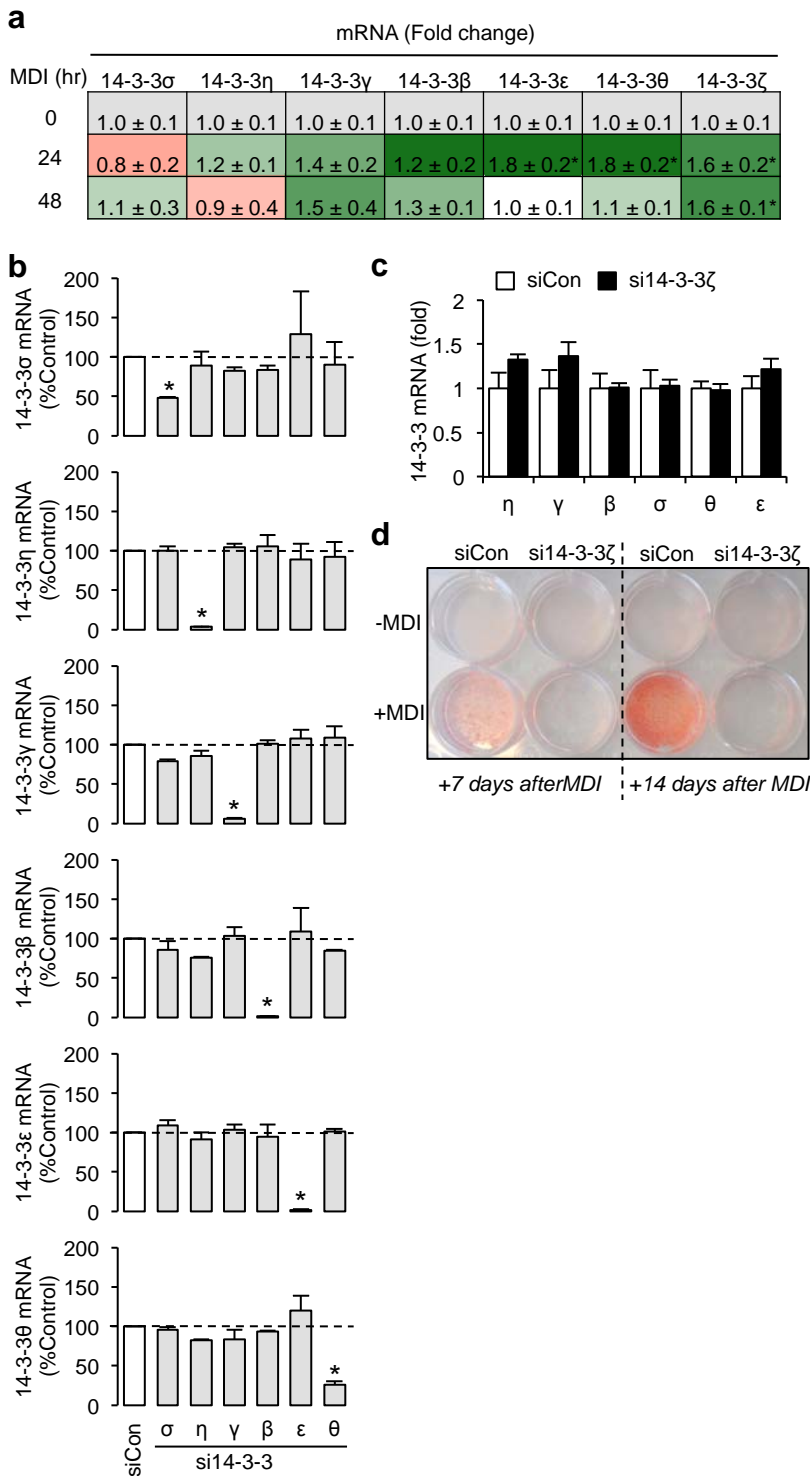 a
mRNA (Fold change)
MDI (hr) 14-3-3σ 14-3-3η 14-3-3γ 14-3-3β 14-3-3ε 14-3-3θ 14-3-3ζ
0 1.0 ± 0.1 1.0 ± 0.1 1.0 ± 0.1 1.0 ± 0.1 1.0 ± 0.1 1.0 ± 0.1 1.0 ± 0.1
24 0.8 ± 0.2 1.2 ± 0.1 1.4 ± 0.2 1.2 ± 0.2 1.8 ± 0.2* 1.8 ± 0.2* 1.6 ± 0.2*
48 1.1 ± 0.3 0.9 ± 0.4 1.5 ± 0.4 1.3 ± 0.1 1.0 ± 0.1 1.1 ± 0.1 1.6 ± 0.1*
b
14-3-3σ mRNA
(%Control)
200
150
100
50
0
*
14-3-3η mRNA
(%Control)
200
150
100
50
0
*
14-3-3γ mRNA
(%Control)
200
150
100
50
0
*
14-3-3β mRNA
(%Control)
200
150
100
50
0
*
14-3-3ε mRNA
(%Control)
200
150
100
50
0
*
14-3-3θ mRNA
(%Control)
200
150
100
50
0
*
siCon σ η γ β ε θ
si14-3-3
c
siCon si14-3-3ζ
14-3-3 mRNA (fold)
2
1.5
1
0.5
0
η γ β σ θ ε
d
siCon si14-3-3ζ siCon si14-3-3ζ
-MDI
+MDI
+7 days afterMDI +14 days after MDI